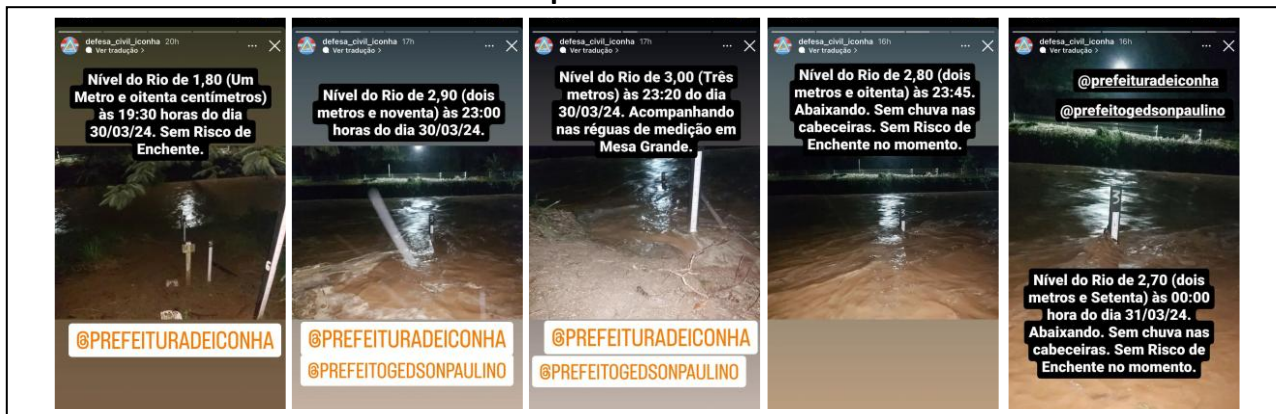 defesa_civil_iconha 20h
Ver tradução >
Nível do Rio de 1,80 (Um
Metro e oitenta centímetros)
às 19:30 horas do dia
30/03/24. Sem Risco de
Enchente.
@PREFEITURADEICONHA
defesa_civil_iconha 17h
Ver tradução >
Nível do Rio de 2,90 (dois
metros e noventa) às 23:00
horas do dia 30/03/24.
@PREFEITURADEICONHA
@PREFEITOGEDSONPAULINO
defesa_civil_iconha 17h
Ver tradução >
Nível do Rio de 3,00 (Três
metros) às 23:20 do dia
30/03/24. Acompanhando
nas réguas de medição em
Mesa Grande.
@PREFEITURADEICONHA
@PREFEITOGEDSONPAULINO
defesa_civil_iconha 16h
Ver tradução >
Nível do Rio de 2,80 (dois
metros e oitenta) às 23:45.
Abaixando. Sem chuva nas
cabeceiras. Sem Risco de
Enchente no momento.
defesa_civil_iconha 16h
Ver tradução >
@prefeituradeiconha
@prefeitogedsonpaulino
3
Nível do Rio de 2,70 (dois
metros e Setenta) às 00:00
hora do dia 31/03/24.
Abaixando. Sem chuva nas
cabeceiras. Sem Risco de
Enchente no momento.